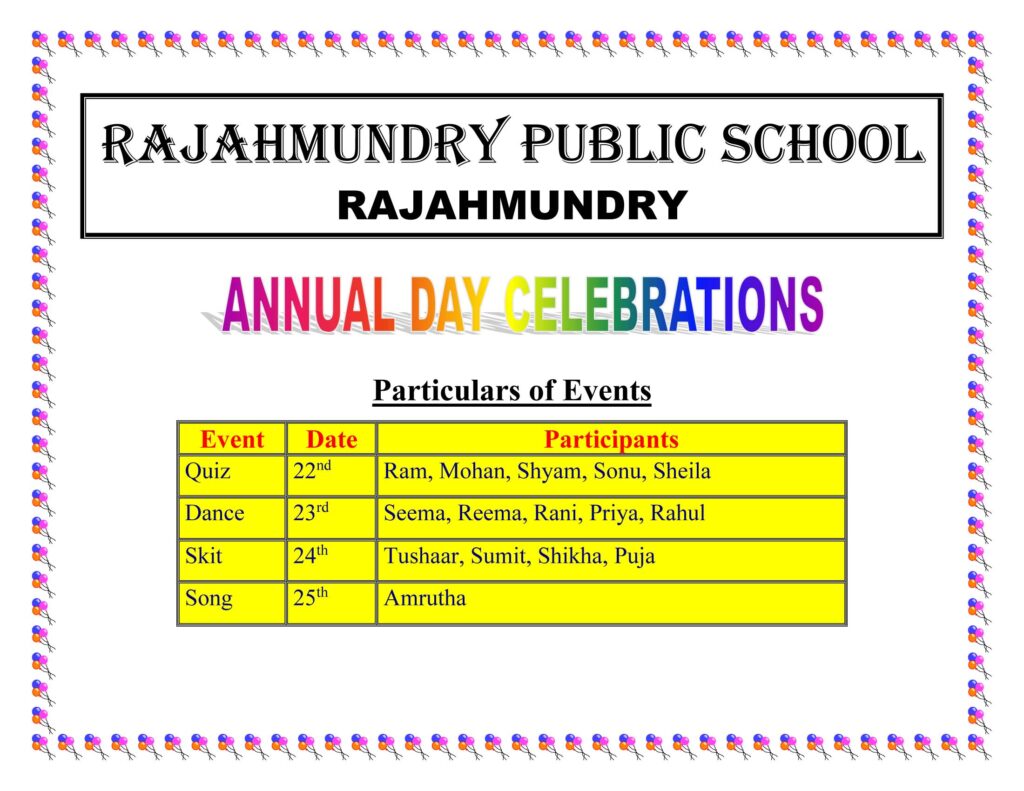 RAJAHMUNDRY PUBLIC SCHOOL
RAJAHMUNDRY
ANNUAL DAY CELEBRATIONS
Particulars of Events
Event Date Participants
Quiz 22nd Ram, Mohan, Shyam, Sonu, Sheila
Dance 23rd Seema, Reema, Rani, Priya, Rahul
Skit 24th Tushaar, Sumit, Shikha, Puja
Song 25th Amrutha